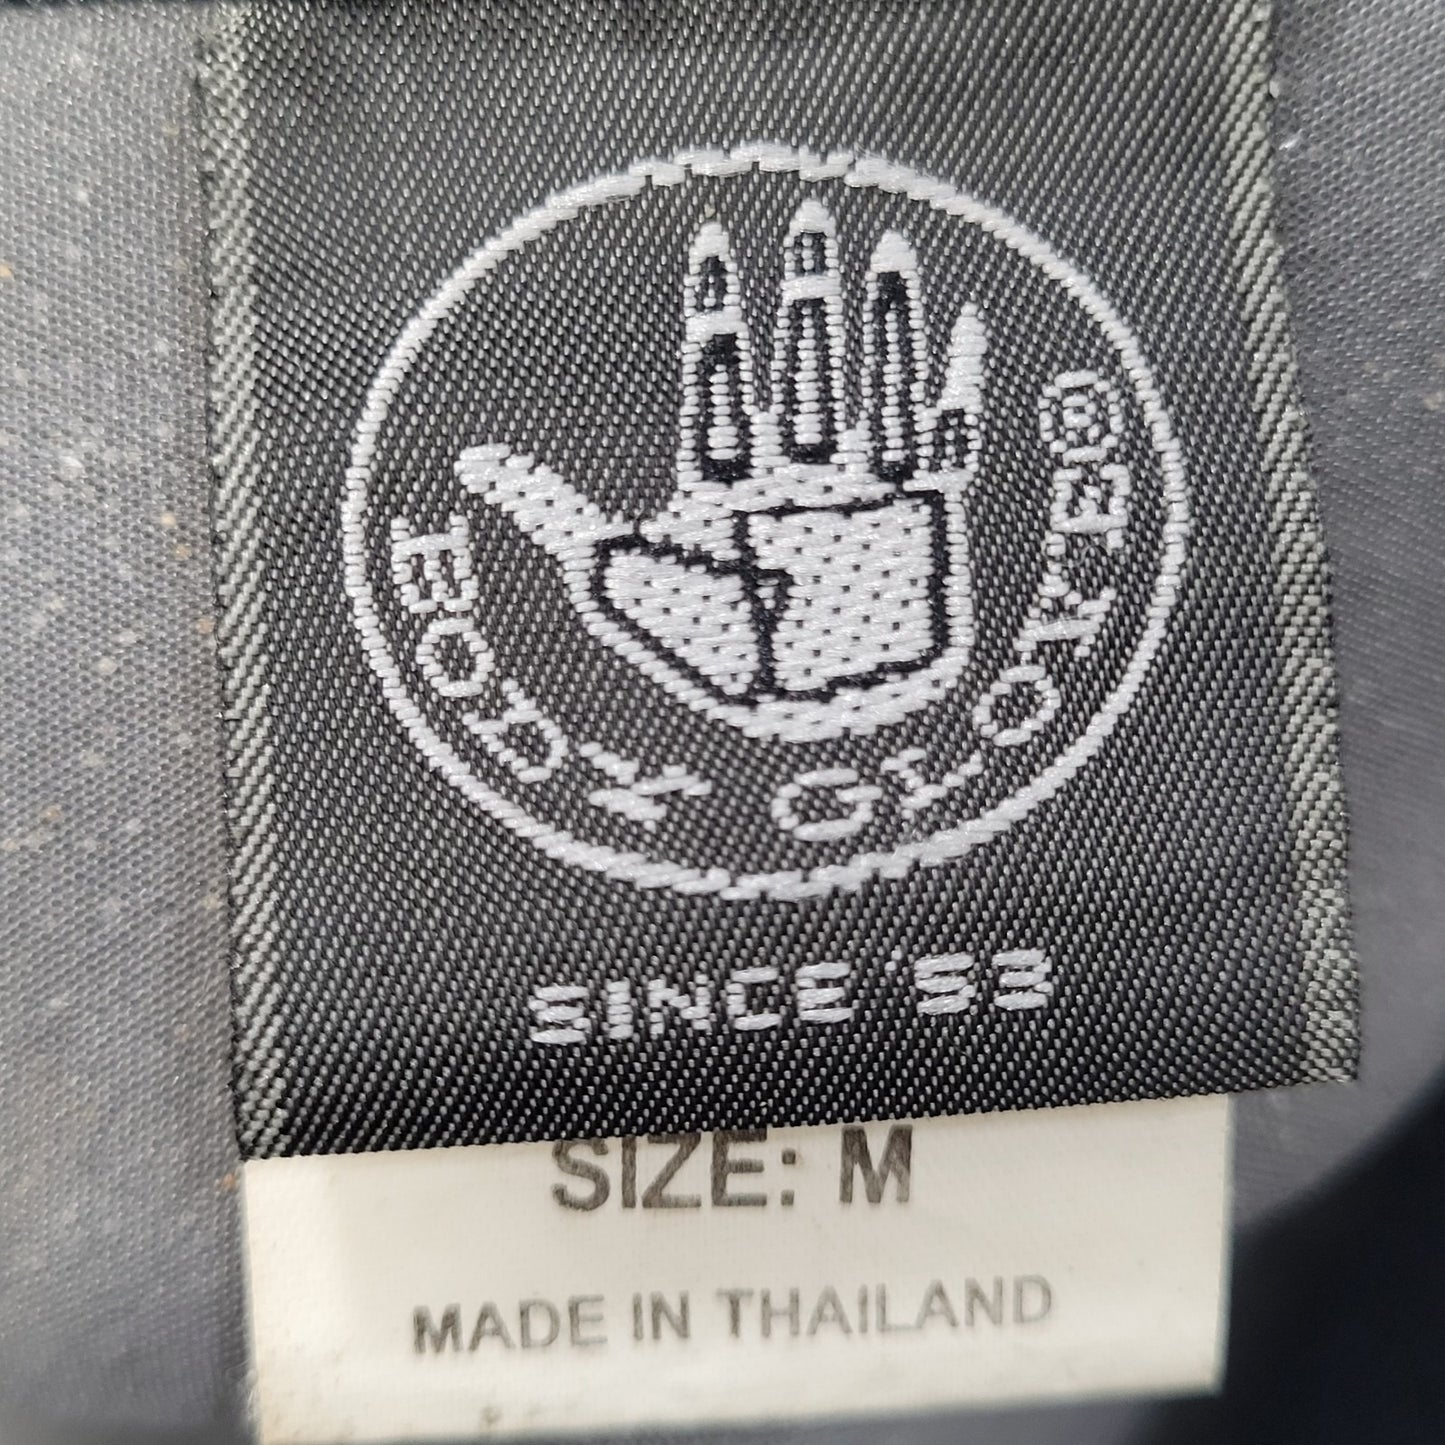 BODY GLOVE®
SINCE '53
SIZE: M
MADE IN THAILAND